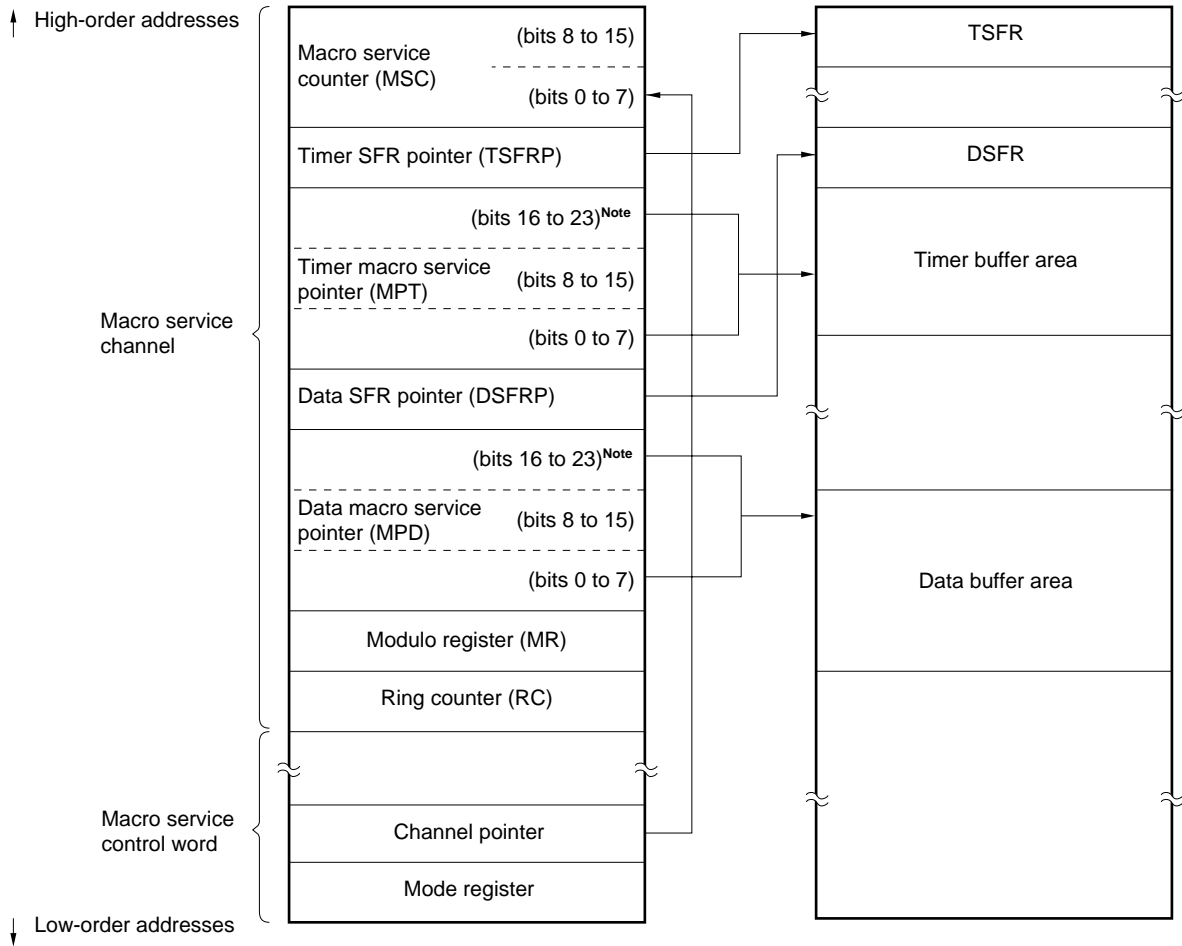 High-order addresses
Macro service
counter (MSC)
(bits 8 to 15)
(bits 0 to 7)
Timer SFR pointer (TSFRP)
(bits 16 to 23)Note
Timer macro service
pointer (MPT)
(bits 8 to 15)
(bits 0 to 7)
Data SFR pointer (DSFRP)
(bits 16 to 23)Note
Data macro service
pointer (MPD)
(bits 8 to 15)
(bits 0 to 7)
Modulo register (MR)
Ring counter (RC)
Channel pointer
Mode register
Macro service
channel
Macro service
control word
Low-order addresses
TSFR
DSFR
Timer buffer area
Data buffer area